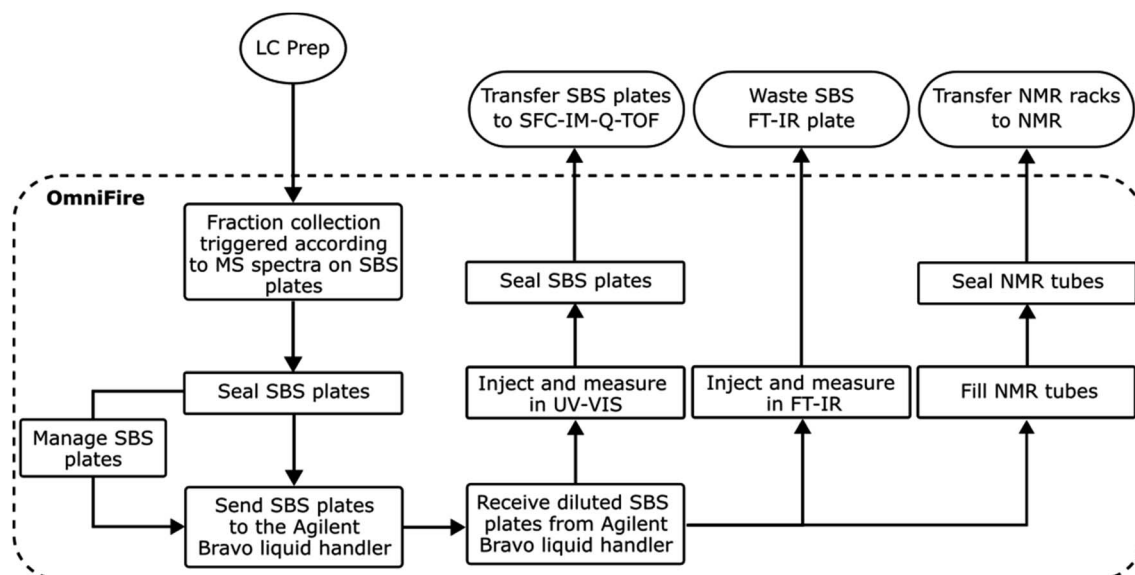 LC Prep
Transfer SBS plates
to SFC-IM-Q-TOF
Waste SBS
FT-IR plate
Transfer NMR racks
to NMR
OmniFire
Fraction collection
triggered according
to MS spectra on SBS
plates
Seal SBS plates
Seal NMR tubes
Seal SBS plates
Inject and measure
in UV-VIS
Inject and measure
in FT-IR
Fill NMR tubes
Manage SBS
plates
Send SBS plates
to the Agilent
Bravo liquid handler
Receive diluted SBS
plates from Agilent
Bravo liquid handler